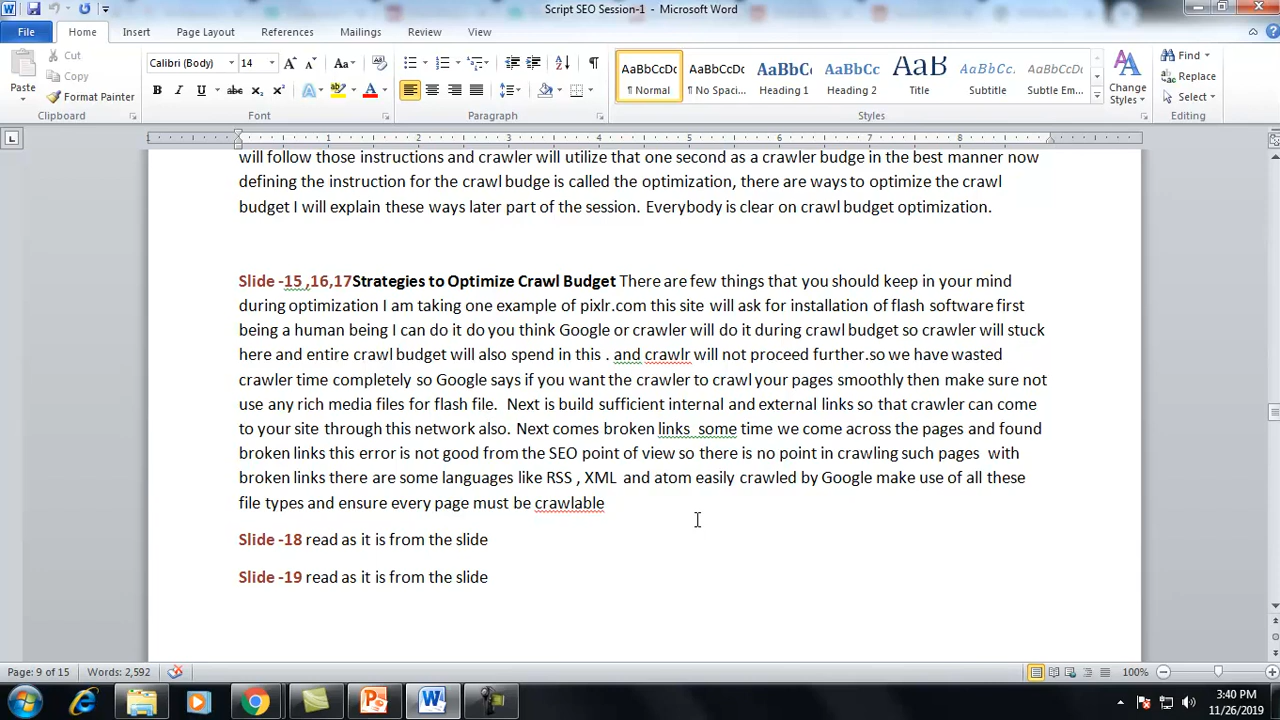 Script SEO Session-1 - Microsoft Word
File Home Insert Page Layout References Mailings Review View
Cut
Copy
Format Painter
Paste
Calibri (Body) 14
AaBbCcDc AaBbCcDc AaBbC AaBbCc AaB AaBbCc. AaBbCcDc
¶ Normal ¶ No Spaci... Heading 1 Heading 2 Title Subtitle Subtle Em...
Change Styles
Find
Replace
Select
Clipboard Font Paragraph Styles Editing
1 2 3 4 5 6 7 8 9
will follow those instructions and crawler will utilize that one second as a crawler budge in the best manner now
defining the instruction for the crawl budge is called the optimization, there are ways to optimize the crawl
budget I will explain these ways later part of the session. Everybody is clear on crawl budget optimization.
Slide -15 ,16,17Strategies to Optimize Crawl Budget There are few things that you should keep in your mind
during optimization I am taking one example of pixlr.com this site will ask for installation of flash software first
being a human being I can do it do you think Google or crawler will do it during crawl budget so crawler will stuck
here and entire crawl budget will also spend in this . and crawlr will not proceed further.so we have wasted
crawler time completely so Google says if you want the crawler to crawl your pages smoothly then make sure not
use any rich media files for flash file.  Next is build sufficient internal and external links so that crawler can come
to your site through this network also. Next comes broken links  some time we come across the pages and found
broken links this error is not good from the SEO point of view so there is no point in crawling such pages  with
broken links there are some languages like RSS , XML  and atom easily crawled by Google make use of all these
file types and ensure every page must be crawlable
Slide -18 read as it is from the slide
Slide -19 read as it is from the slide
Page: 9 of 15 Words: 2,592 100%
3:40 PM
11/26/2019